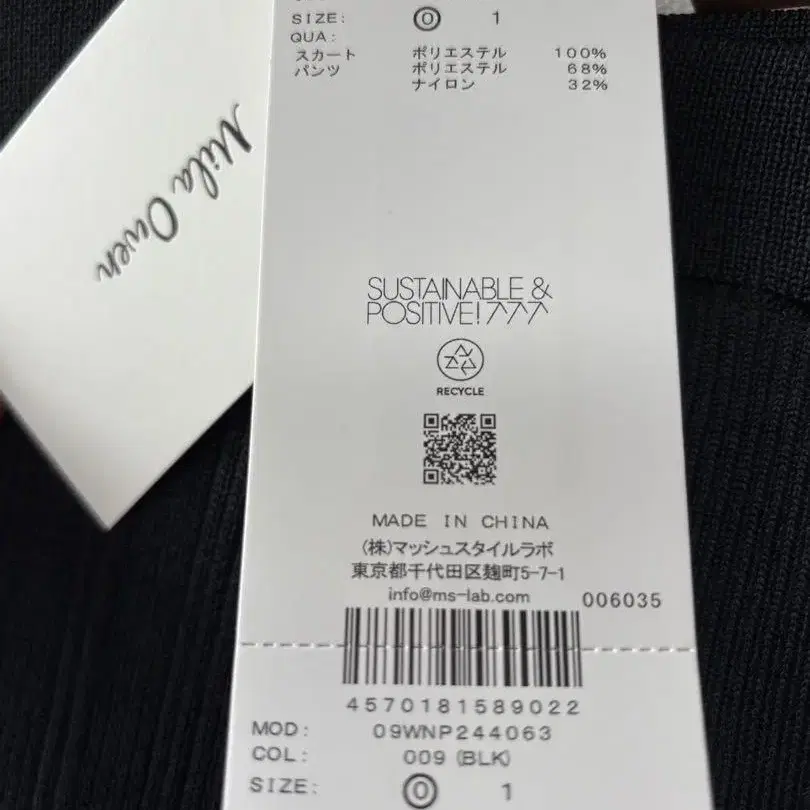 Mila Owen
SIZE: ⓪ 1
QUA:
スカート ポリエステル 100%
パンツ ポリエステル 68%
ナイロン 32%
SUSTAINABLE &
POSITIVE!
RECYCLE
MADE IN CHINA
(株)マッシュスタイルラボ
東京都千代田区麹町5-7-1
info@ms-lab.com
006035
4570181589022
MOD: 09WNP244063
COL: 009 (BLK)
SIZE: ⓪ 1